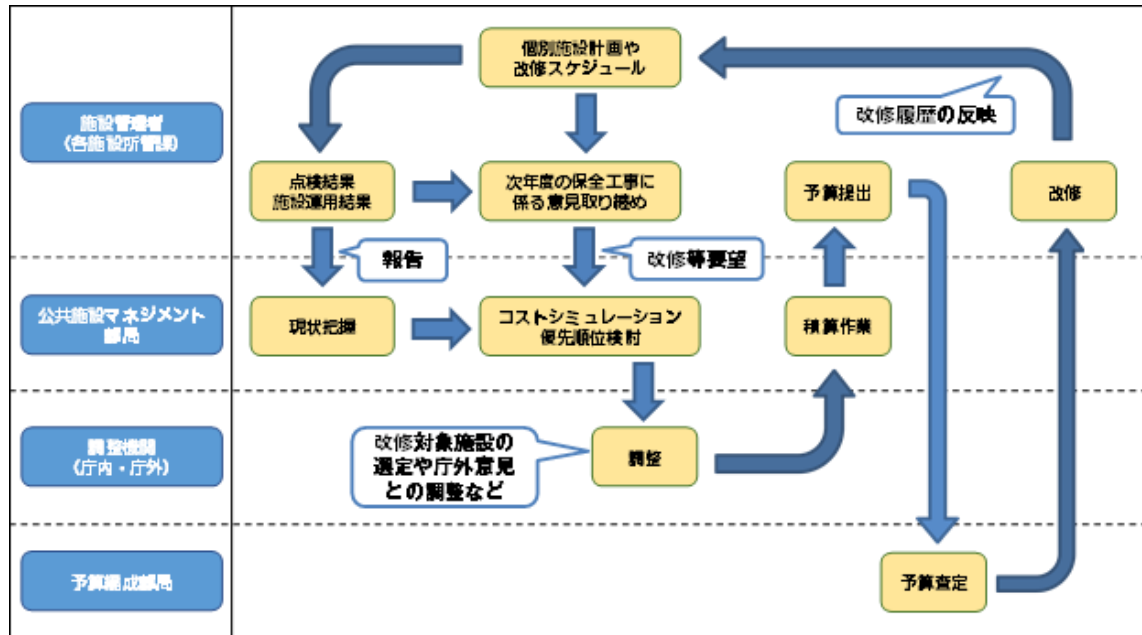 個別施設計画や
改修スケジュール
改修履歴の反映
施設管理者
（各施設所管課）
点検結果
施設運用結果
次年度の保全工事に
係る意見取り纏め
予算提出
改修
報告
改修等要望
公共施設マネジメント
部局
現状把握
コストシミュレーション
優先順位検討
積算作業
調整機関
（庁内・庁外）
改修対象施設の
選定や庁外意見
との調整など
調整
予算編成部局
予算査定